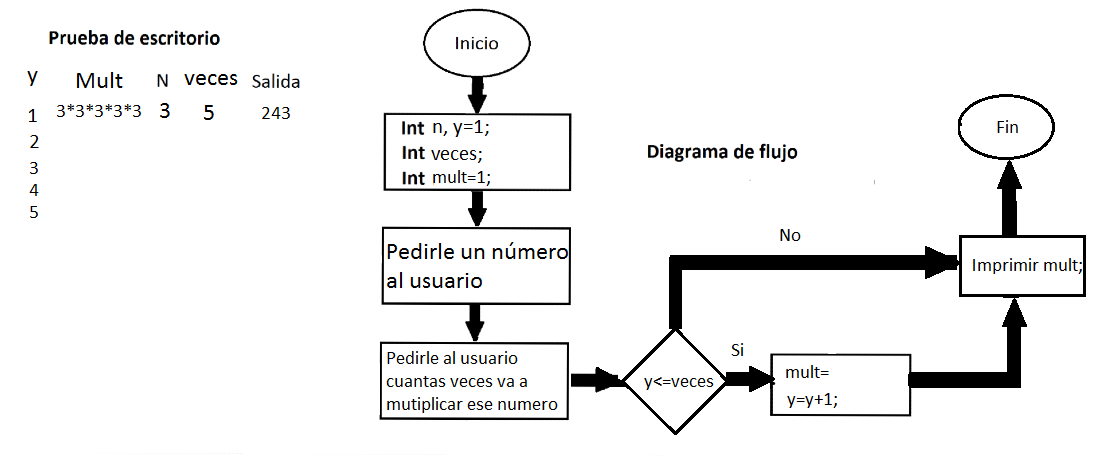 Prueba de escritorio
y Mult N veces Salida
1 3*3*3*3*3 3 5 243
2
3
4
5
Inicio
Int n, y=1;
Int veces;
Int mult=1;
Pedirle un número
al usuario
Pedirle al usuario
cuantas veces va a
mutiplicar ese numero
Diagrama de flujo
y<=veces
No
Si
mult=
y=y+1;
Imprimir mult;
Fin